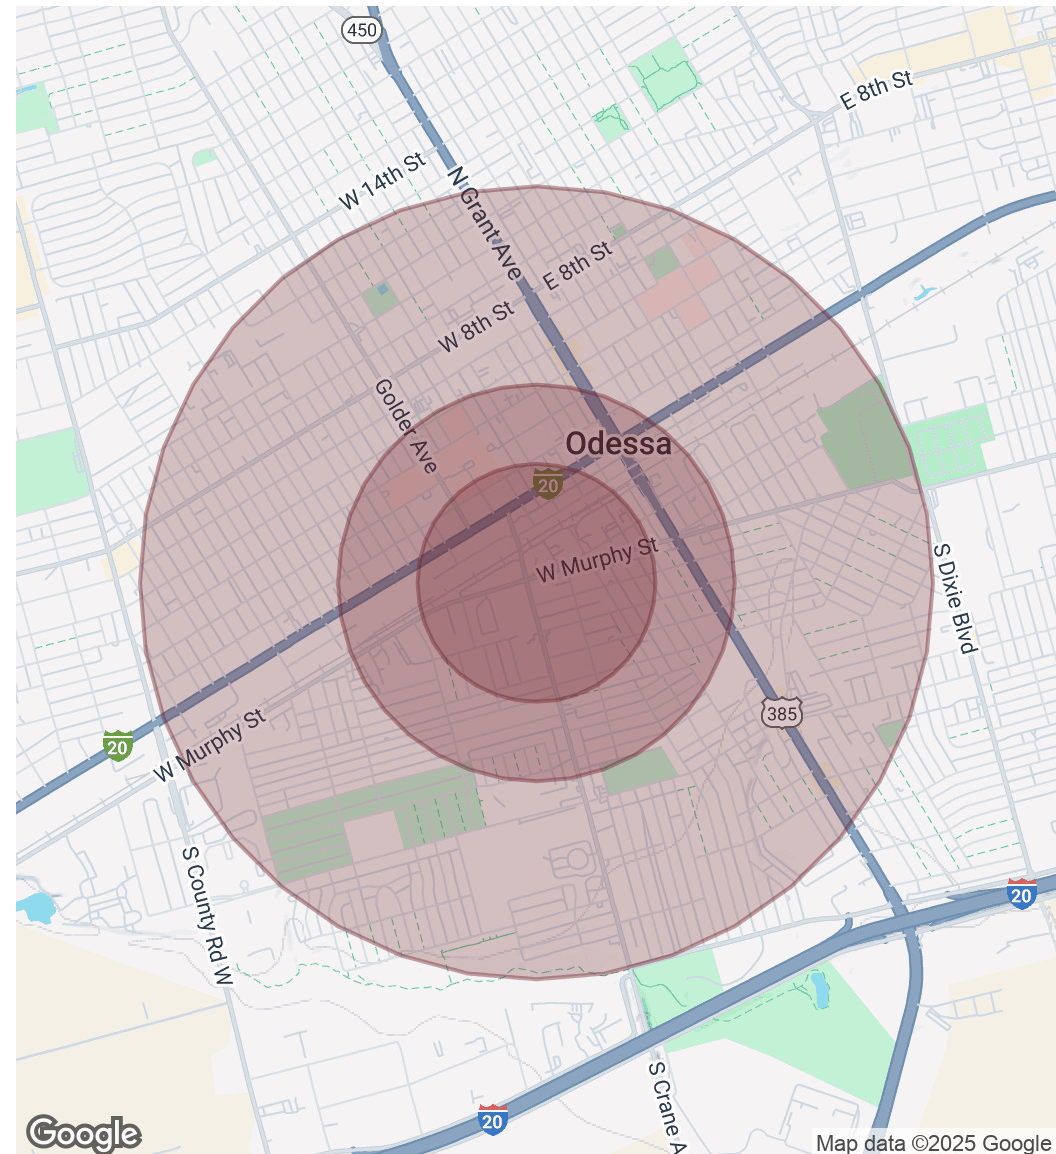 450
E 8th St
W 14th St
N Grant Ave
E 8th St
W 8th St
Golder Ave
Odessa
20
W Murphy St
S Dixie Blvd
385
W Murphy St
20
S County Rd W
20
S Crane A
20
Google
Map data ©2025 Google